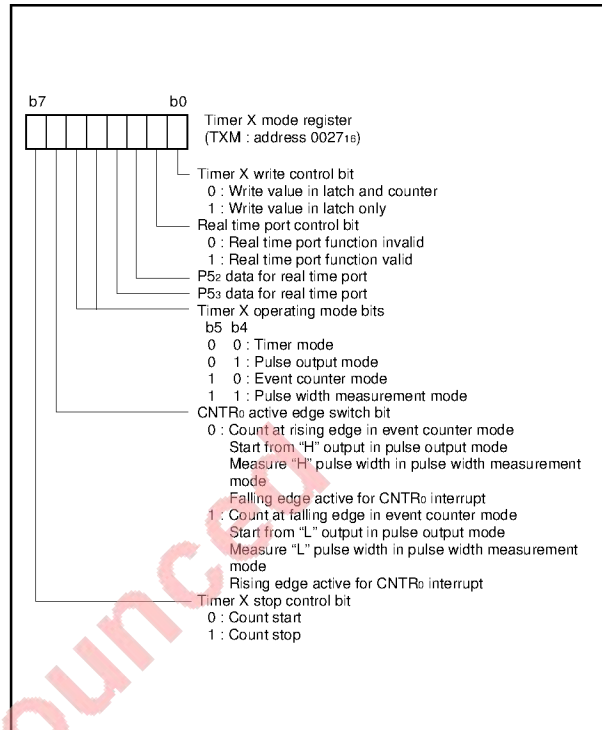 b7 b0
Timer X mode register
(TXM : address 0027₁₆)
Timer X write control bit
0 : Write value in latch and counter
1 : Write value in latch only
Real time port control bit
0 : Real time port function invalid
1 : Real time port function valid
P5₂ data for real time port
P5₃ data for real time port
Timer X operating mode bits
b5 b4
0 0 : Timer mode
0 1 : Pulse output mode
1 0 : Event counter mode
1 1 : Pulse width measurement mode
CNTR₀ active edge switch bit
0 : Count at rising edge in event counter mode
Start from “H” output in pulse output mode
Measure “H” pulse width in pulse width measurement
mode
Falling edge active for CNTR₀ interrupt
1 : Count at falling edge in event counter mode
Start from “L” output in pulse output mode
Measure “L” pulse width in pulse width measurement
mode
Rising edge active for CNTR₀ interrupt
Timer X stop control bit
0 : Count start
1 : Count stop
ounced